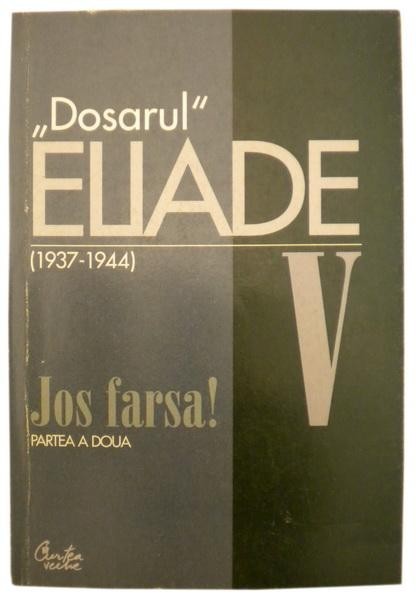 „Dosarul“
ELIADE
(1937-1944)
V
Jos farsa!
PARTEA A DOUA
Curtea
veche